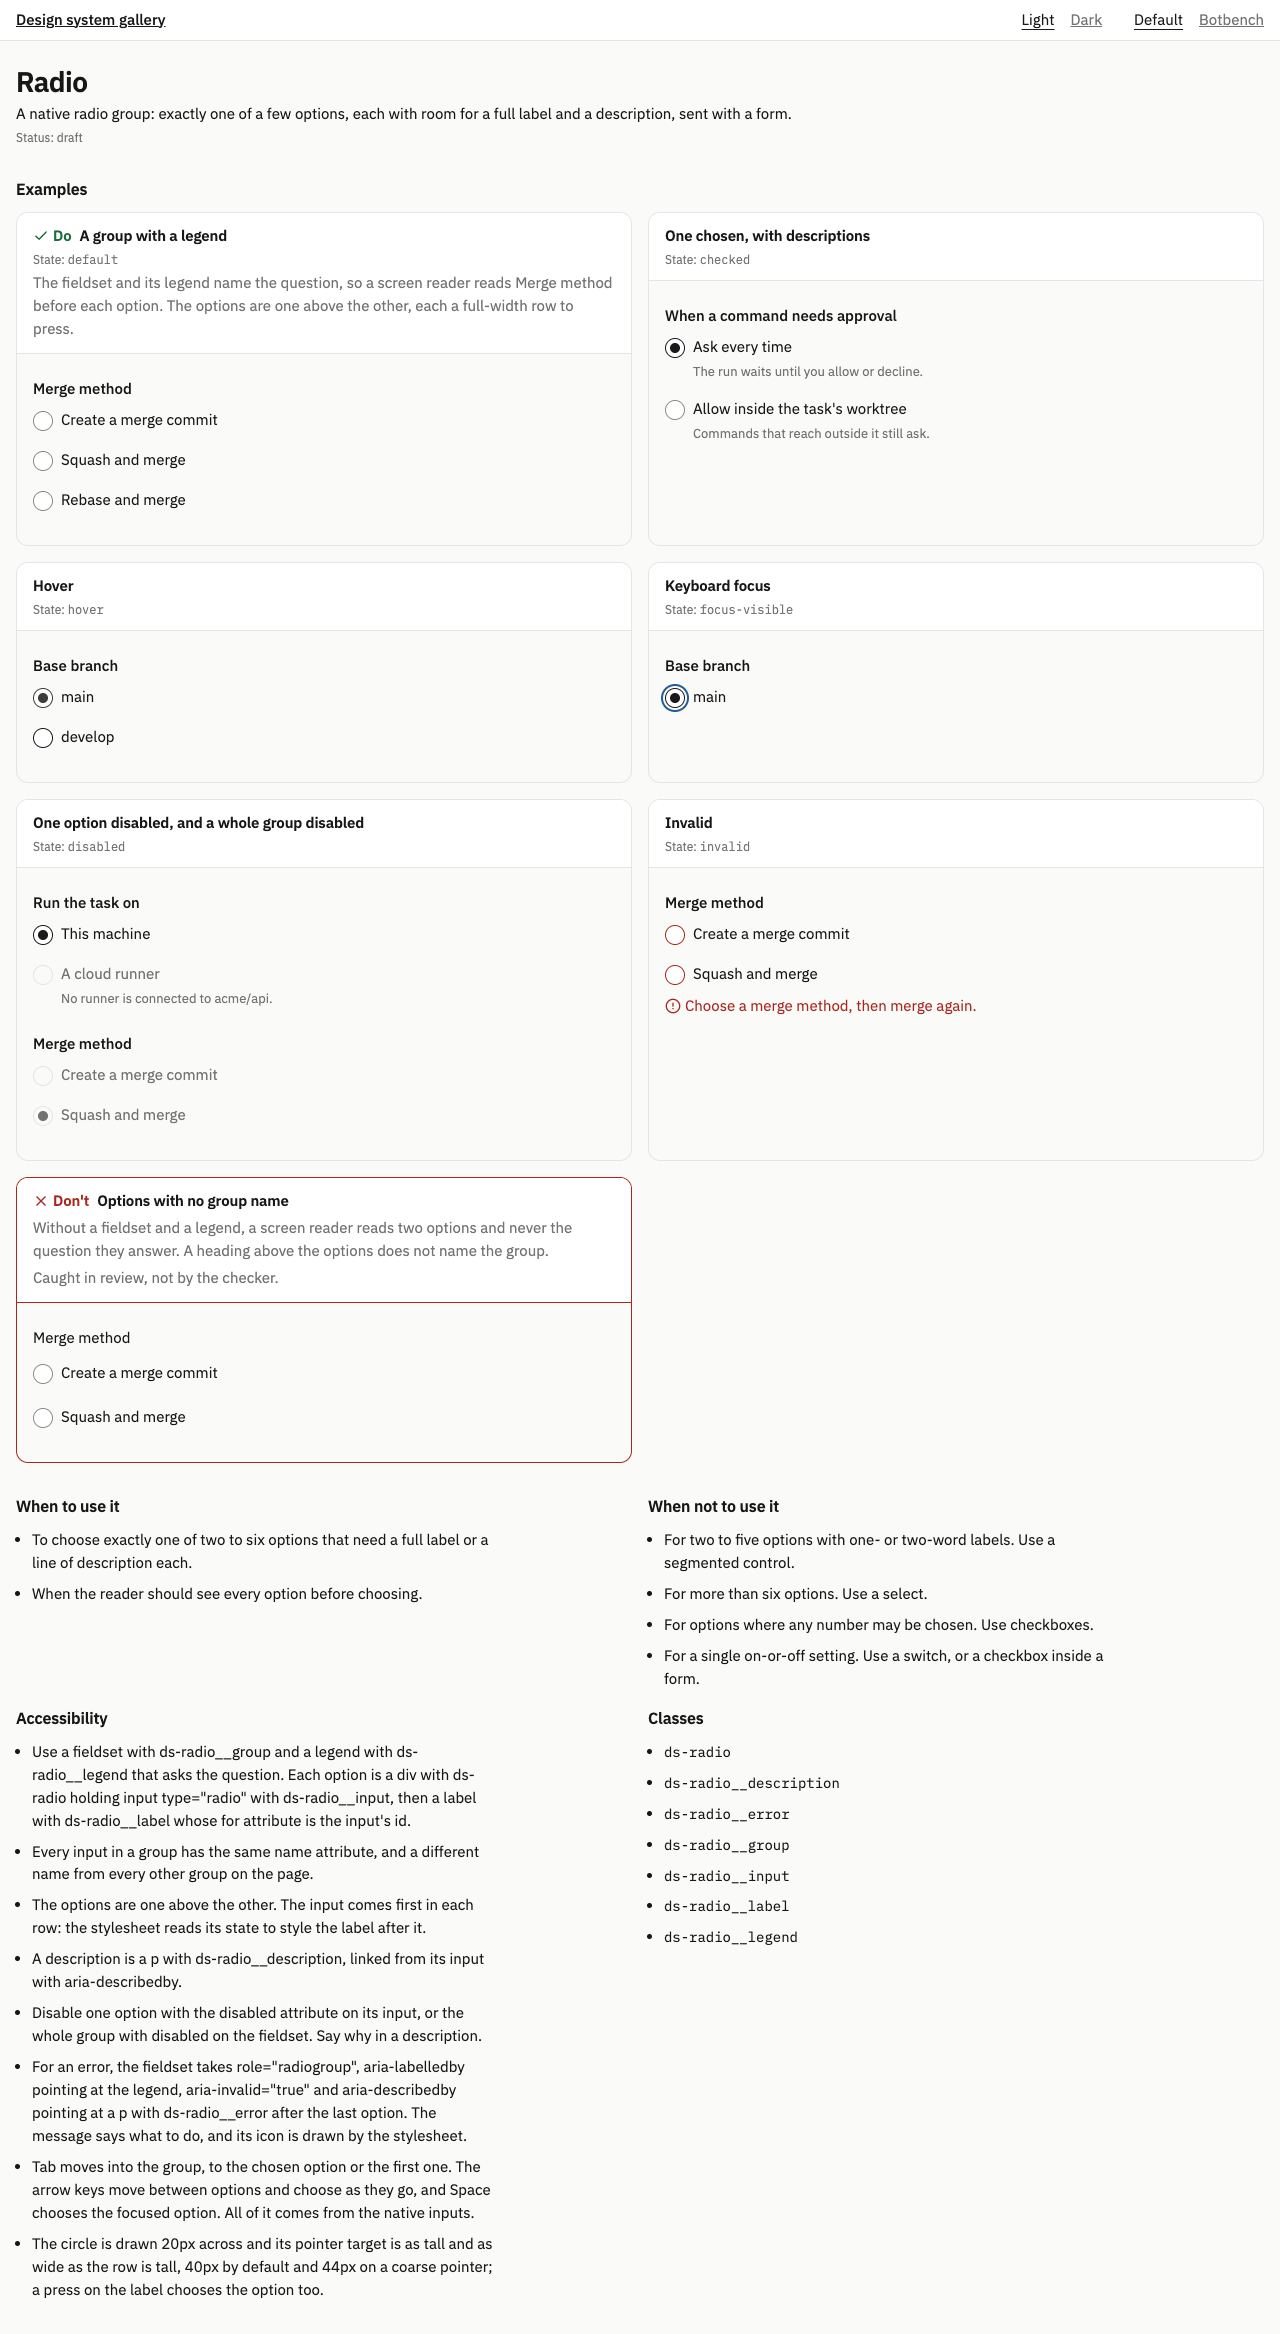 Design system gallery
Light Dark Default Botbench
Radio
A native radio group: exactly one of a few options, each with room for a full label and a description, sent with a form.
Status: draft
Examples
Do A group with a legend
State: default
The fieldset and its legend name the question, so a screen reader reads Merge method
before each option. The options are one above the other, each a full-width row to
press.
Merge method
Create a merge commit
Squash and merge
Rebase and merge
One chosen, with descriptions
State: checked
When a command needs approval
Ask every time
The run waits until you allow or decline.
Allow inside the task's worktree
Commands that reach outside it still ask.
Hover
State: hover
Base branch
main
develop
Keyboard focus
State: focus-visible
Base branch
main
One option disabled, and a whole group disabled
State: disabled
Run the task on
This machine
A cloud runner
No runner is connected to acme/api.
Merge method
Create a merge commit
Squash and merge
Invalid
State: invalid
Merge method
Create a merge commit
Squash and merge
Choose a merge method, then merge again.
Don't Options with no group name
Without a fieldset and a legend, a screen reader reads two options and never the
question they answer. A heading above the options does not name the group.
Caught in review, not by the checker.
Merge method
Create a merge commit
Squash and merge
When to use it
To choose exactly one of two to six options that need a full label or a
line of description each.
When the reader should see every option before choosing.
When not to use it
For two to five options with one- or two-word labels. Use a
segmented control.
For more than six options. Use a select.
For options where any number may be chosen. Use checkboxes.
For a single on-or-off setting. Use a switch, or a checkbox inside a
form.
Accessibility
Use a fieldset with ds-radio__group and a legend with ds-
radio__legend that asks the question. Each option is a div with ds-
radio holding input type="radio" with ds-radio__input, then a label
with ds-radio__label whose for attribute is the input's id.
Every input in a group has the same name attribute, and a different
name from every other group on the page.
The options are one above the other. The input comes first in each
row: the stylesheet reads its state to style the label after it.
A description is a p with ds-radio__description, linked from its input
with aria-describedby.
Disable one option with the disabled attribute on its input, or the
whole group with disabled on the fieldset. Say why in a description.
For an error, the fieldset takes role="radiogroup", aria-labelledby
pointing at the legend, aria-invalid="true" and aria-describedby
pointing at a p with ds-radio__error after the last option. The
message says what to do, and its icon is drawn by the stylesheet.
Tab moves into the group, to the chosen option or the first one. The
arrow keys move between options and choose as they go, and Space
chooses the focused option. All of it comes from the native inputs.
The circle is drawn 20px across and its pointer target is as tall and as
wide as the row is tall, 40px by default and 44px on a coarse pointer;
a press on the label chooses the option too.
Classes
ds-radio
ds-radio__description
ds-radio__error
ds-radio__group
ds-radio__input
ds-radio__label
ds-radio__legend